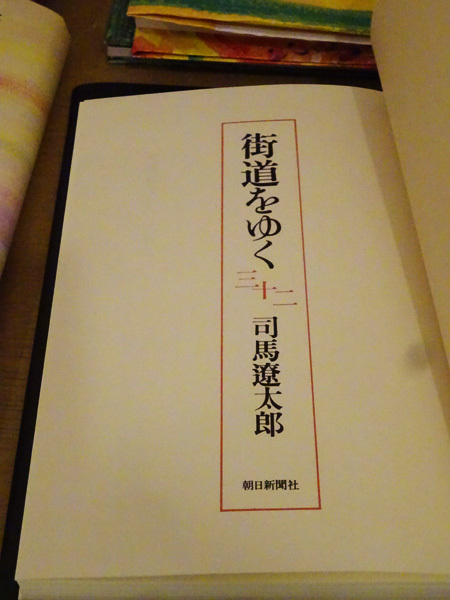 街道をゆく
三十二
司馬遼太郎
朝日新聞社